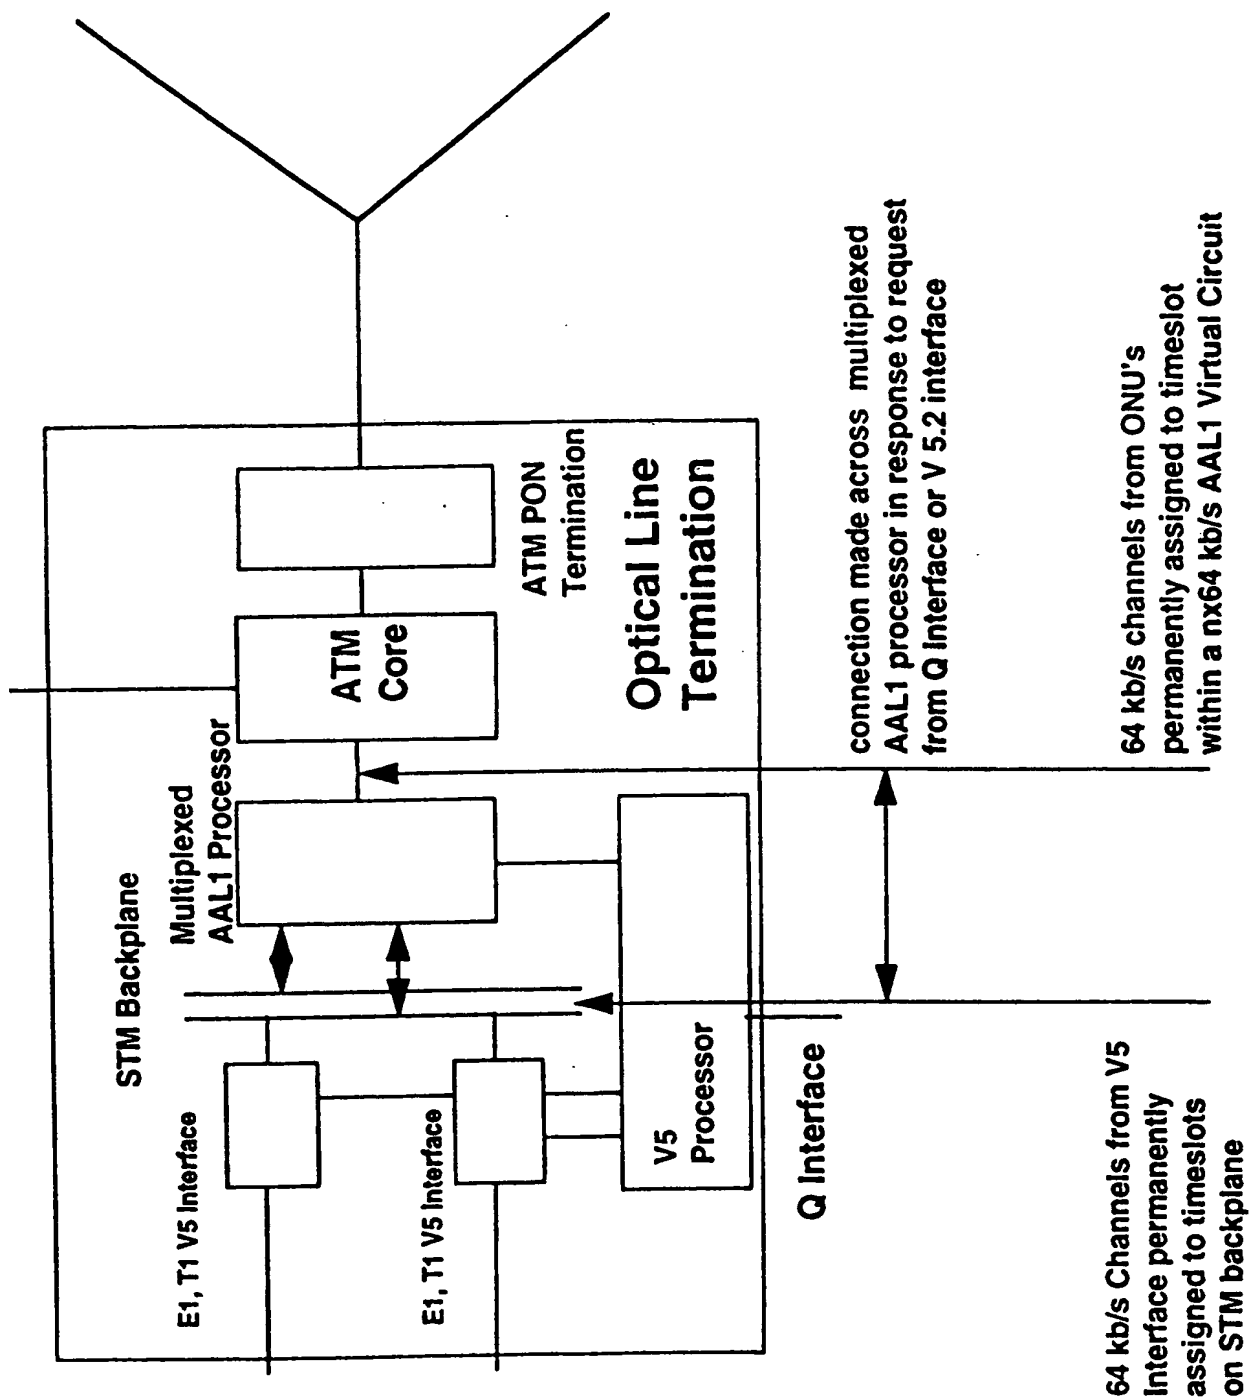 E1, T1 V5 Interface
E1, T1 V5 Interface
STM Backplane
Multiplexed
AAL1 Processor
ATM
Core
ATM PON
Termination
Optical Line
Termination
V5
Processor
Q Interface
connection made across multiplexed
AAL1 processor in response to request
from Q Interface or V 5.2 interface
64 kb/s Channels from V5
Interface permanently
assigned to timeslots
on STM backplane
64 kb/s channels from ONU's
permanently assigned to timeslot
within a nx64 kb/s AAL1 Virtual Circuit